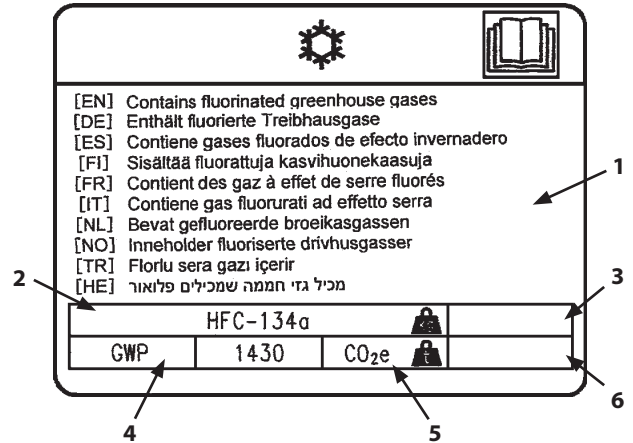 [EN] Contains fluorinated greenhouse gases
[DE] Enthält fluorierte Treibhausgase
[ES] Contiene gases fluorados de efecto invernadero
[FI] Sisältää fluorattuja kasvihuonekaasuja
[FR] Contient des gaz à effet de serre fluorés
[IT] Contiene gas fluorurati ad effetto serra
[NL] Bevat gefluoreerde broeikasgassen
[NO] Inneholder fluoriserte drivhusgasser
[TR] Florlu sera gazı içerir
[HE] מכיל גזי חממה שמכילים פלואור
1
2
3
HFC-134a kg
GWP 1430 CO₂e t
4
5
6